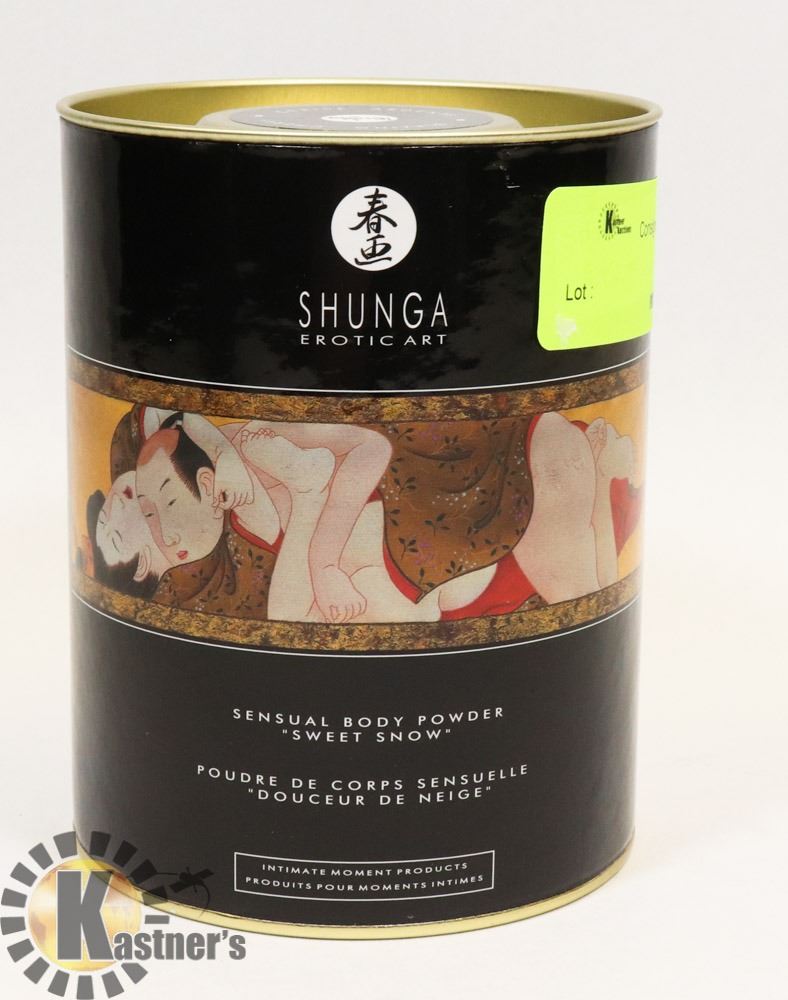 春画
SHUNGA
EROTIC ART
Lot :
SENSUAL BODY POWDER
"SWEET SNOW"
POUDRE DE CORPS SENSUELLE
"DOUCEUR DE NEIGE"
INTIMATE MOMENT PRODUCTS
PRODUITS POUR MOMENTS INTIMES
Kastner's